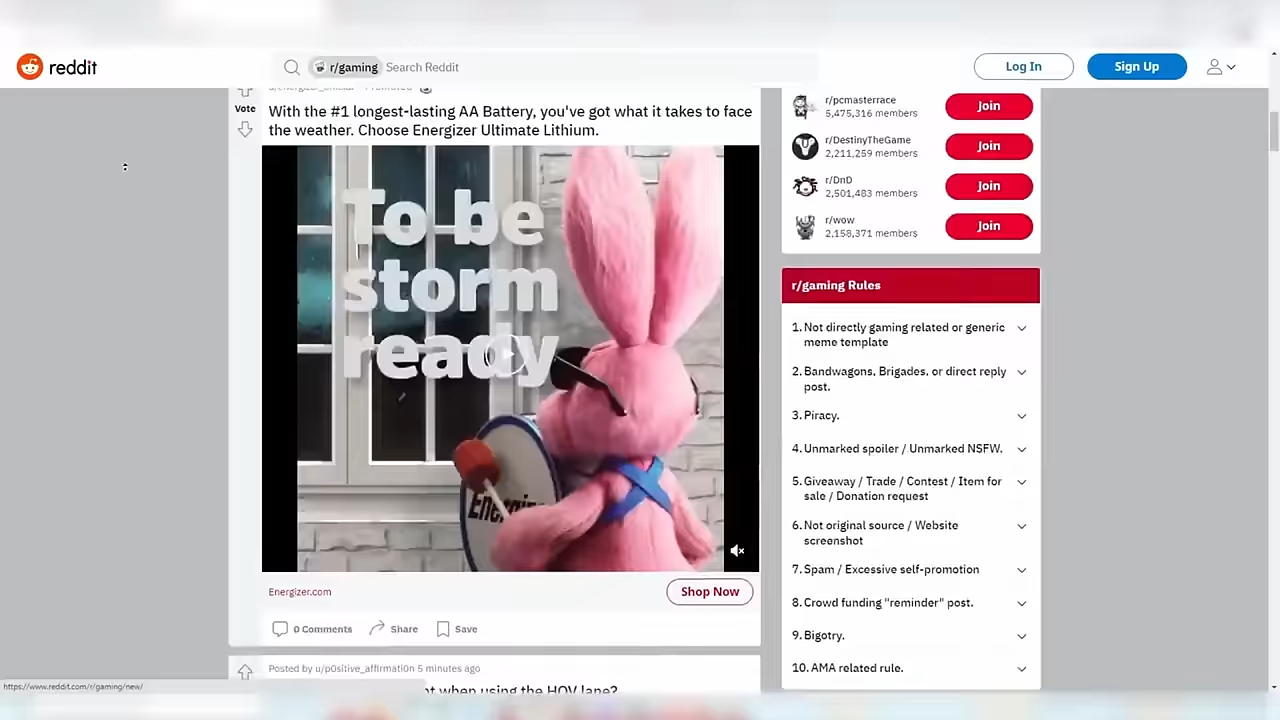 reddit
r/gaming Search Reddit
Log In
Sign Up
Promoted
Vote
With the #1 longest-lasting AA Battery, you've got what it takes to face
the weather. Choose Energizer Ultimate Lithium.
To be
storm
ready
Energizer.com
Shop Now
0 Comments
Share
Save
Posted by u/p0sitive_affirmati0n 5 minutes ago
when using the HOV lane?
https://www.reddit.com/r/gaming/new/
r/pcmasterrace
5,475,316 members
Join
r/DestinyTheGame
2,211,259 members
Join
r/DnD
2,501,483 members
Join
r/wow
2,158,371 members
Join
r/gaming Rules
1. Not directly gaming related or generic
meme template
2. Bandwagons, Brigades, or direct reply
post.
3. Piracy.
4. Unmarked spoiler / Unmarked NSFW.
5. Giveaway / Trade / Contest / Item for
sale / Donation request
6. Not original source / Website
screenshot
7. Spam / Excessive self-promotion
8. Crowd funding "reminder" post.
9. Bigotry.
10. AMA related rule.